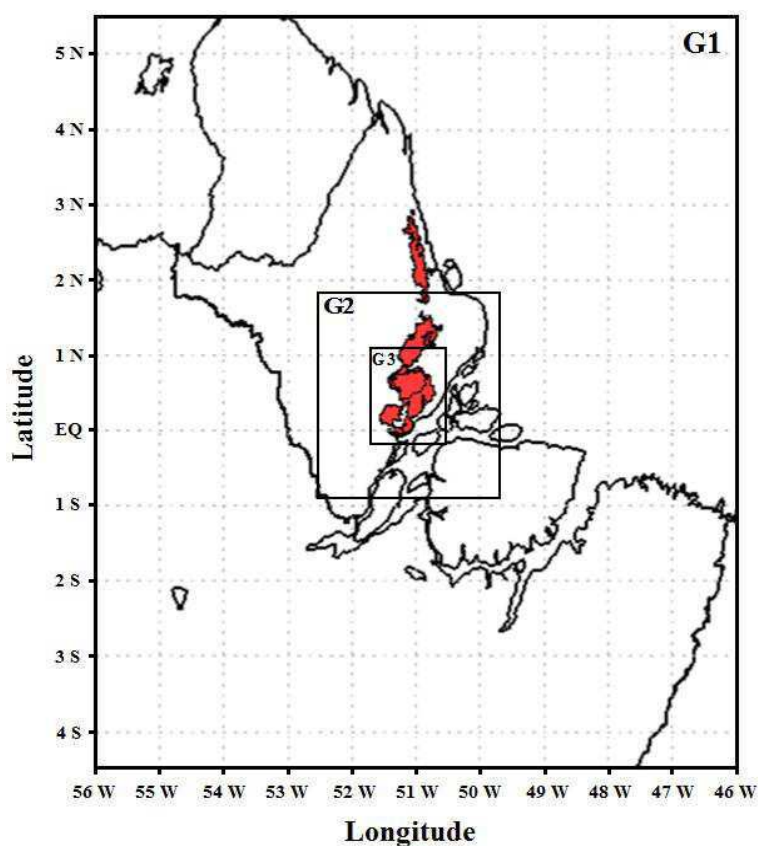 G1
5 N
4 N
3 N
2 N
G2
1 N
G3
EQ
1 S
2 S
3 S
4 S
Latitude
56 W 55 W 54 W 53 W 52 W 51 W 50 W 49 W 48 W 47 W 46 W
Longitude